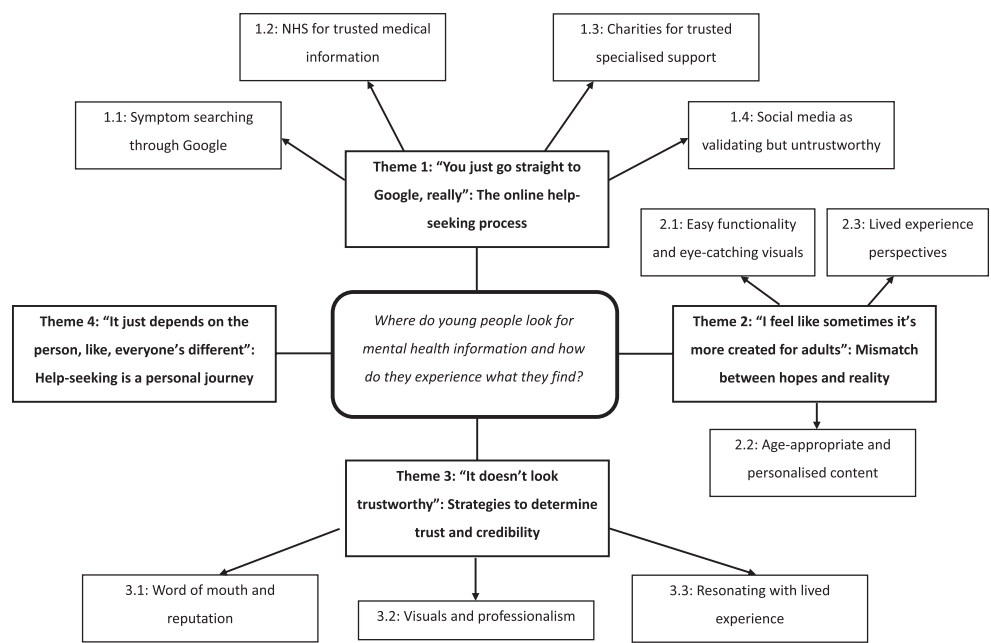 1.2: NHS for trusted medical
information
1.3: Charities for trusted
specialised support
1.1: Symptom searching
through Google
1.4: Social media as
validating but untrustworthy
Theme 1: “You just go straight to
Google, really”: The online help-
seeking process
2.1: Easy functionality
and eye-catching visuals
2.3: Lived experience
perspectives
Theme 4: “It just depends on the
person, like, everyone’s different”:
Help-seeking is a personal journey
Where do young people look for
mental health information and how
do they experience what they find?
Theme 2: “I feel like sometimes it’s
more created for adults”: Mismatch
between hopes and reality
2.2: Age-appropriate and
personalised content
Theme 3: “It doesn’t look
trustworthy”: Strategies to determine
trust and credibility
3.1: Word of mouth and
reputation
3.2: Visuals and professionalism
3.3: Resonating with lived
experience